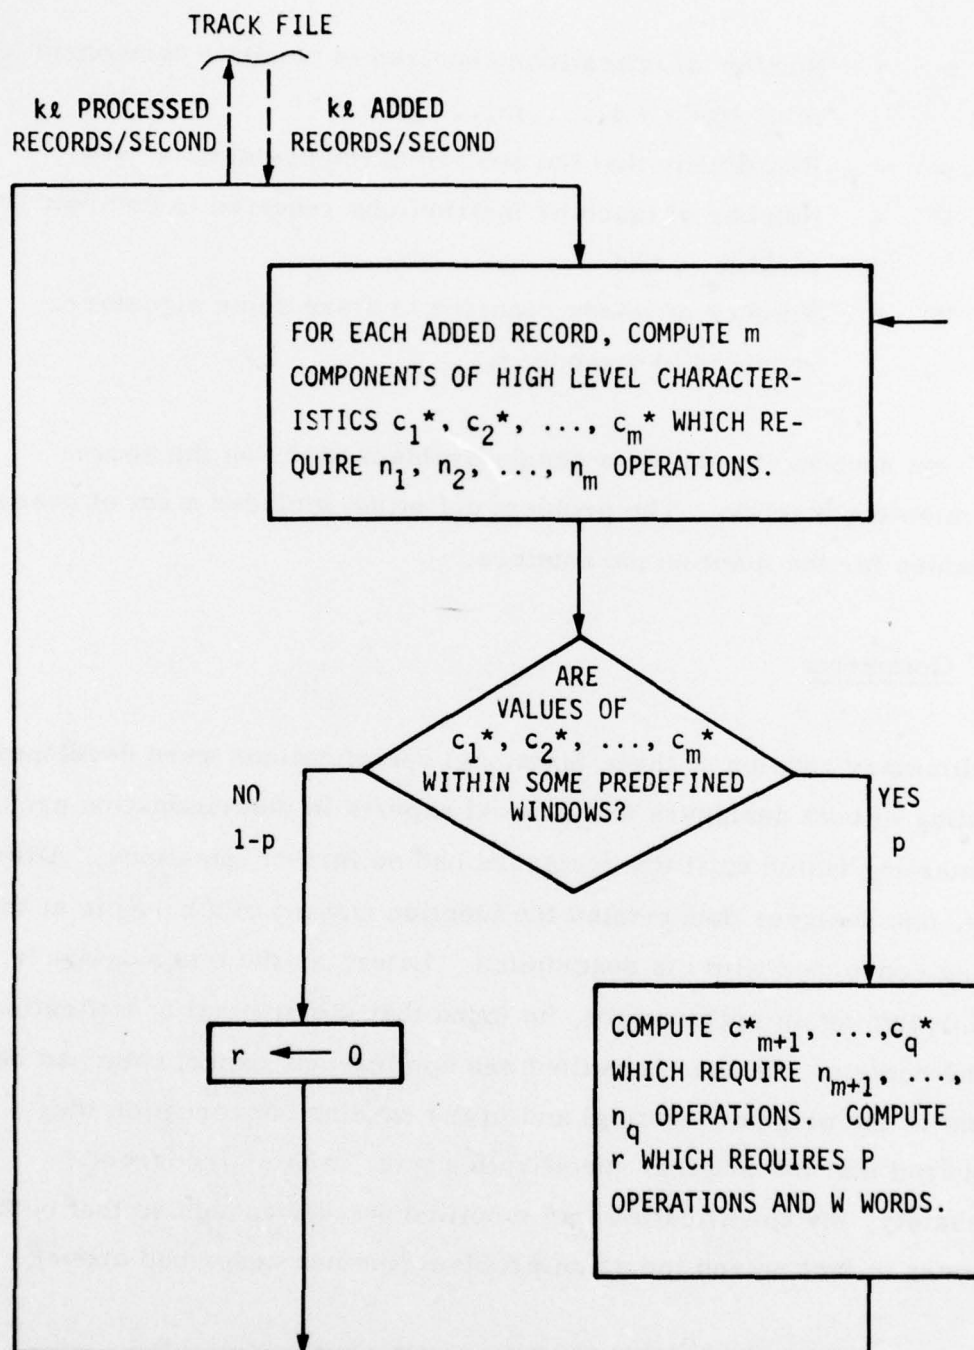 TRACK FILE
kℓ PROCESSED
RECORDS/SECOND
kℓ ADDED
RECORDS/SECOND
FOR EACH ADDED RECORD, COMPUTE m
COMPONENTS OF HIGH LEVEL CHARACTER-
ISTICS c₁*, c₂*, ..., cₘ* WHICH RE-
QUIRE n₁, n₂, ..., nₘ OPERATIONS.
ARE
VALUES OF
c₁*, c₂*, ..., cₘ*
WITHIN SOME PREDEFINED
WINDOWS?
NO
1-p
YES
p
r ← 0
COMPUTE c*ₘ₊₁, ...,c*_q
WHICH REQUIRE nₘ₊₁, ...,
n_q OPERATIONS. COMPUTE
r WHICH REQUIRES P
OPERATIONS AND W WORDS.